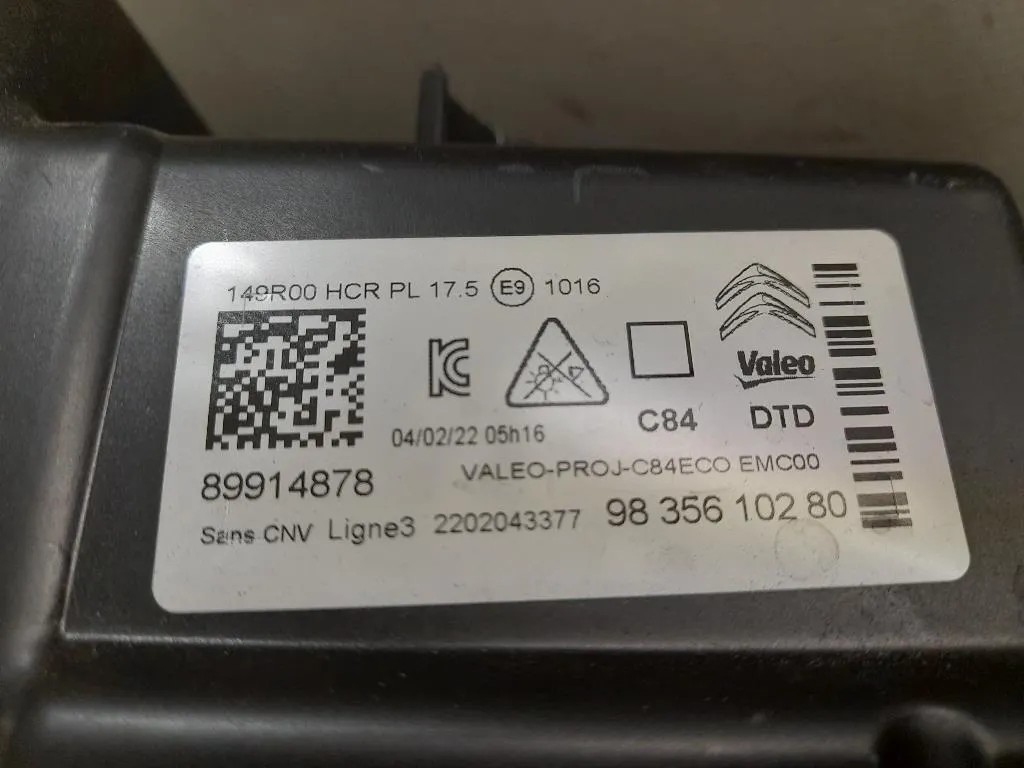 149R00 HCR PL 17.5 E9 1016
KC
Valeo
C84 DTD
04/02/22 05h16
VALEO-PROJ-C84ECO EMC00
89914878
Sans CNV Ligne3 2202043377 98 356 102 80